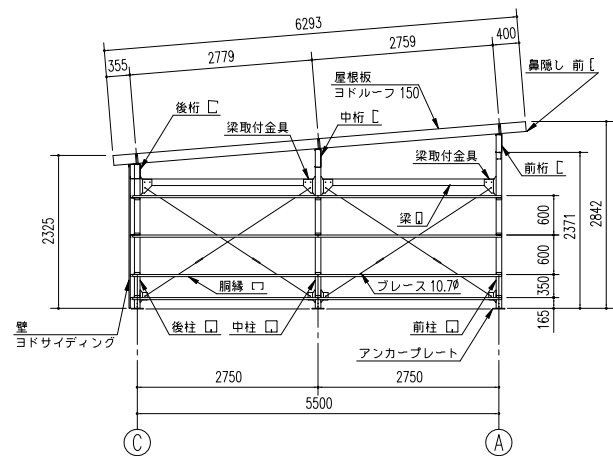 6293
355
2779
2759
400
鼻隠し 前 [
屋根板
ヨドルーフ 150
後桁
梁取付金具
中桁
梁取付金具
前桁
梁
2325
600
600
350
165
2371
2842
胴縁
ブレース 10.7φ
壁
ヨドサイディング
後柱
中柱
前柱
アンカープレート
2750
2750
5500
C
A